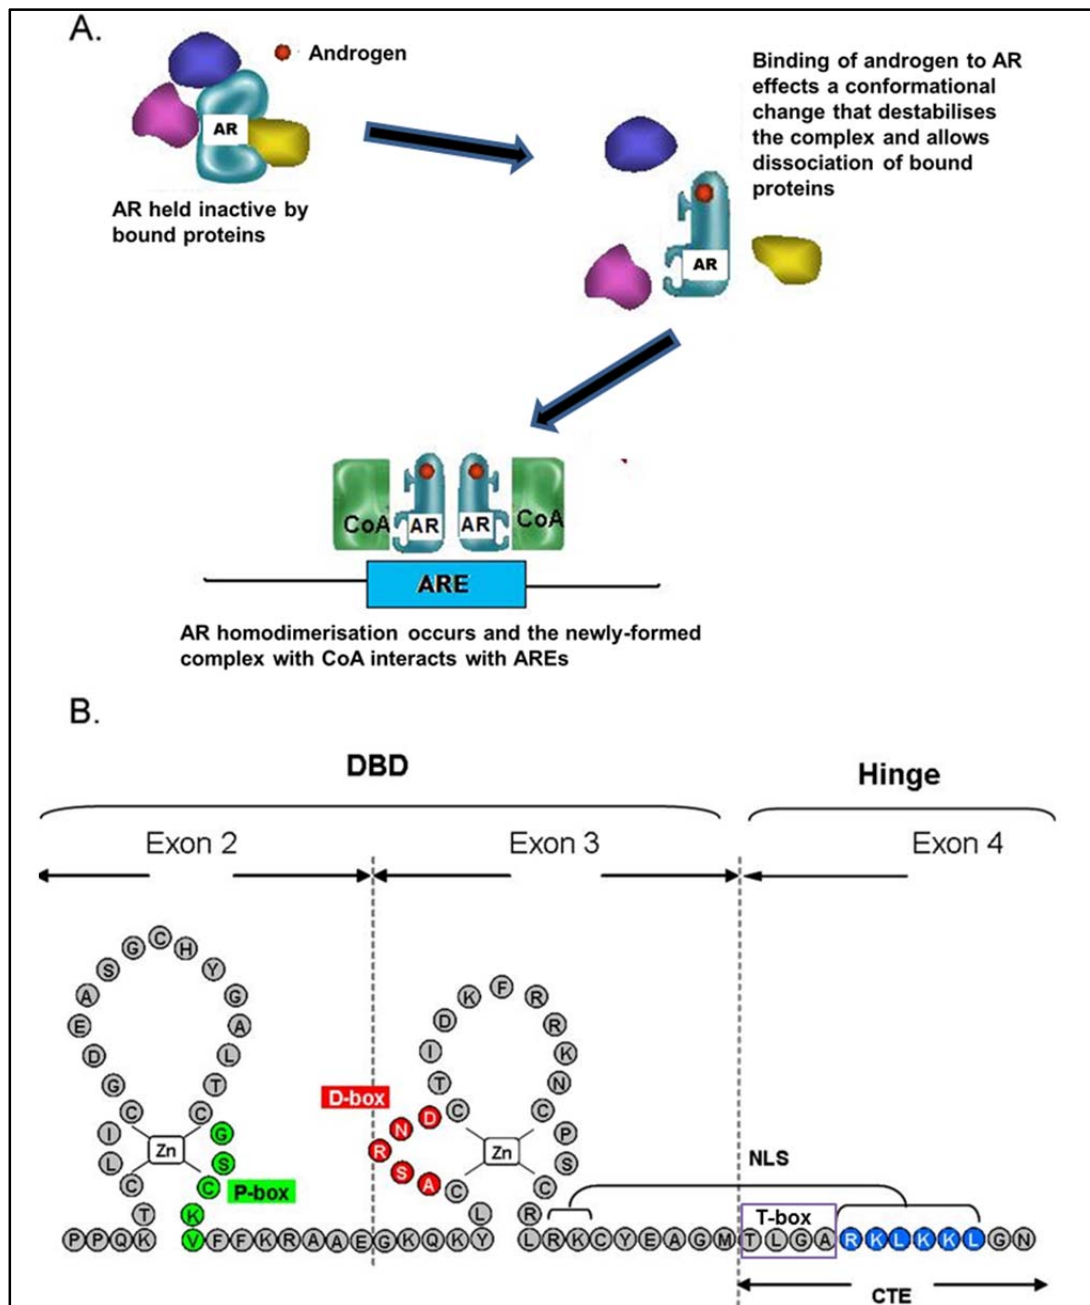 A.
Androgen
AR
AR held inactive by
bound proteins
Binding of androgen to AR
effects a conformational
change that destabilises
the complex and allows
dissociation of bound
proteins
AR
CoA AR AR CoA
ARE
AR homodimerisation occurs and the newly-formed
complex with CoA interacts with AREs
B.
DBD Hinge
Exon 2 Exon 3 Exon 4
P P Q K T C L I C G D E A S G C H Y G A L T C G S C K V F F K R A A E G K Q K Y L C A S R N D C T I D K F R R K N C P S C R L R K C Y E A G M T L G A R K L K K L G N
Zn
P-box
D-box
Zn
NLS
T-box
CTE